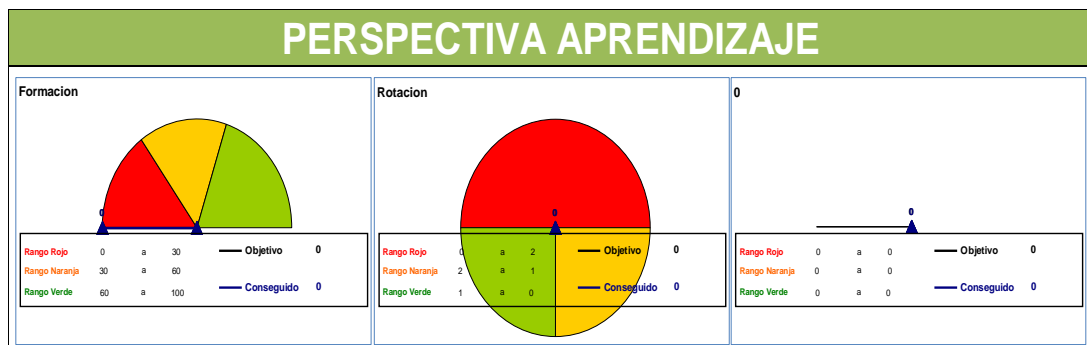 PERSPECTIVA APRENDIZAJE
Formacion
0
Rango Rojo 0 a 30 Objetivo 0
Rango Naranja 30 a 60
Rango Verde 60 a 100 Conseguido 0
Rotacion
0
Rango Rojo 0 a 2 Objetivo 0
Rango Naranja 2 a 1
Rango Verde 1 a 0 Conseguido 0
0
0
Rango Rojo 0 a 0 Objetivo 0
Rango Naranja 0 a 0
Rango Verde 0 a 0 Conseguido 0